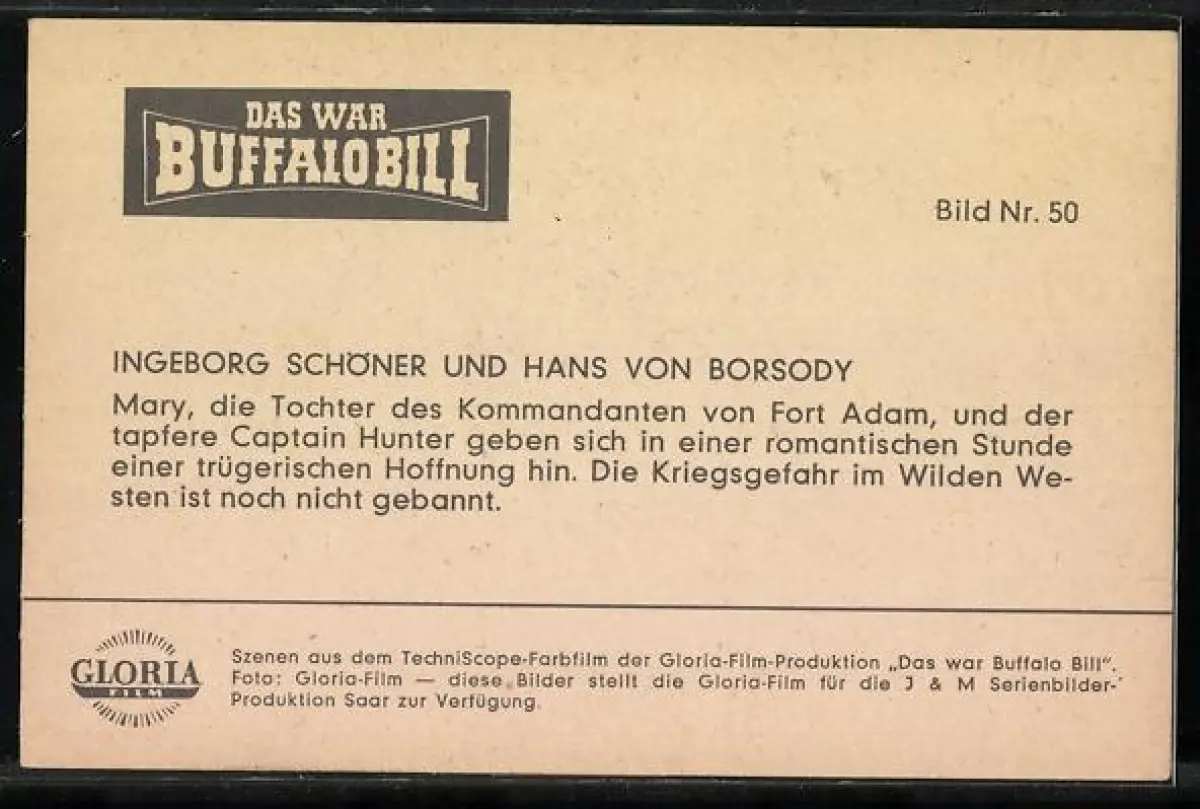 DAS WAR
BUFFALO BILL
Bild Nr. 50
INGEBORG SCHÖNER UND HANS VON BORSODY
Mary, die Tochter des Kommandanten von Fort Adam, und der
tapfere Captain Hunter geben sich in einer romantischen Stunde
einer trügerischen Hoffnung hin. Die Kriegsgefahr im Wilden We-
sten ist noch nicht gebannt.
GLORIA
FILM
Szenen aus dem TechniScope-Farbfilm der Gloria-Film-Produktion „Das war Buffalo Bill".
Foto: Gloria-Film — diese Bilder stellt die Gloria-Film für die J & M Serienbilder-
Produktion Saar zur Verfügung.